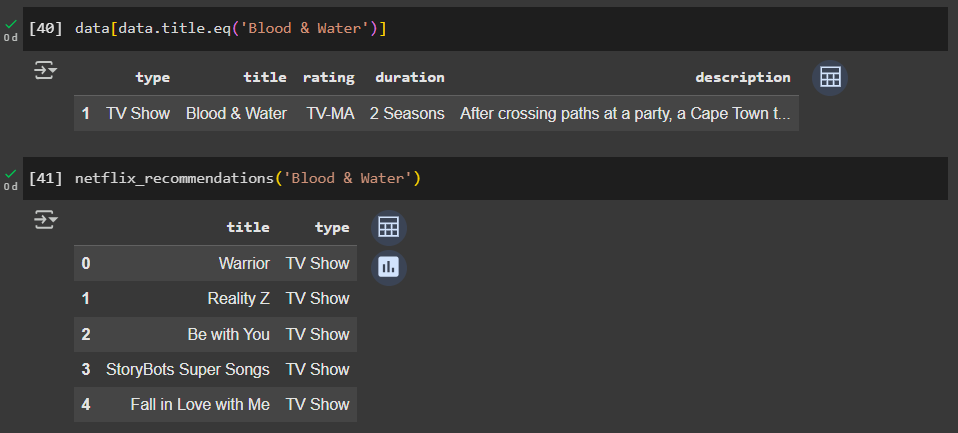 [40] data[data.title.eq('Blood & Water')]
0 d
type title rating duration description
1 TV Show Blood & Water TV-MA 2 Seasons After crossing paths at a party, a Cape Town t...
[41] netflix_recommendations('Blood & Water')
0 d
title type
0 Warrior TV Show
1 Reality Z TV Show
2 Be with You TV Show
3 StoryBots Super Songs TV Show
4 Fall in Love with Me TV Show